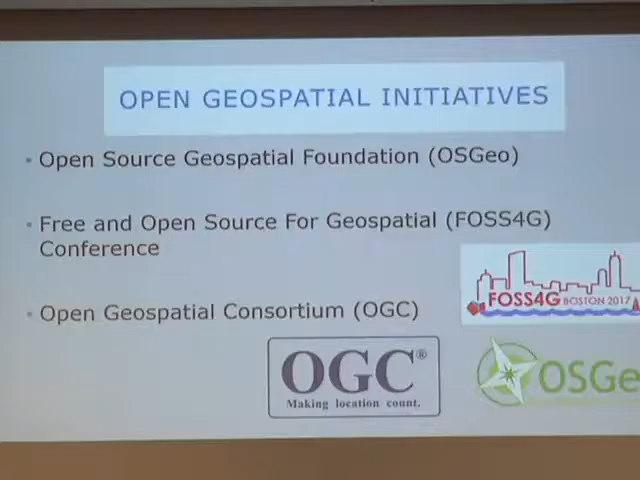 OPEN GEOSPATIAL INITIATIVES
• Open Source Geospatial Foundation (OSGeo)
• Free and Open Source For Geospatial (FOSS4G)
Conference
• Open Geospatial Consortium (OGC)
FOSS4G BOSTON 2017
OGC®
Making location count.
OSGe